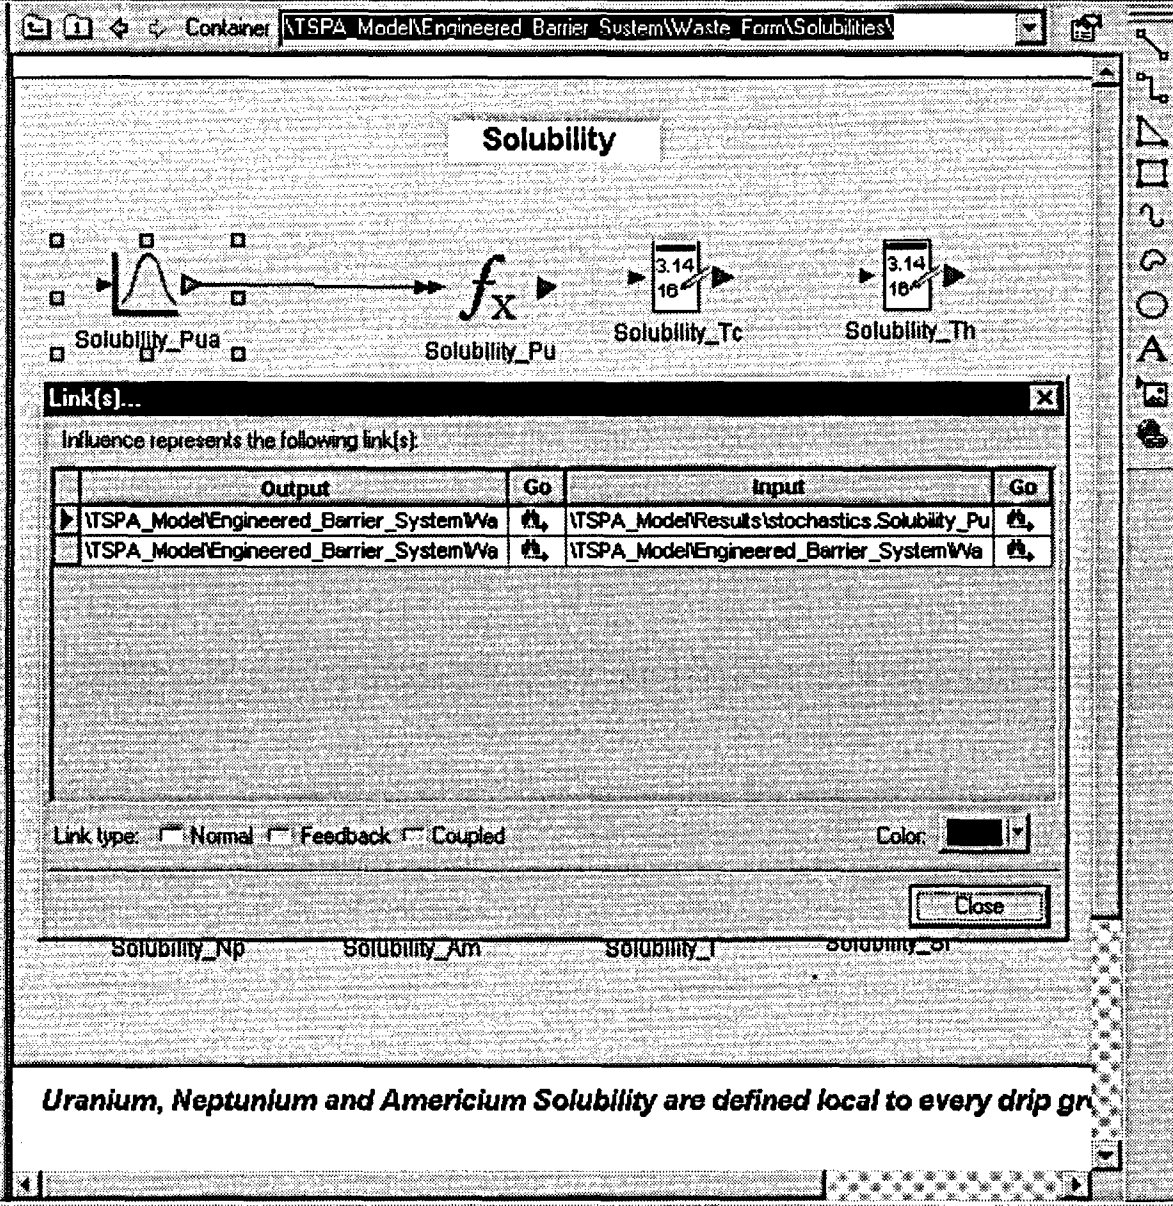 Container \TSPA_Model\Engineered_Barrier_System\Waste_Form\Solubilities\
Solubility
3.14
16
3.14
16
fx
Solubility_Pua
Solubility_Pu
Solubility_Tc
Solubility_Th
Link(s)...
Influence represents the following link(s):
Output Go Input Go
\TSPA_Model\Engineered_Barrier_System\Wa \TSPA_Model\Results\stochastics.Solubility_Pu
\TSPA_Model\Engineered_Barrier_System\Wa \TSPA_Model\Engineered_Barrier_System\Wa
Link type: Normal Feedback Coupled Color:
Close
Solubility_Np Solubility_Am Solubility_I
Uranium, Neptunium and Americium Solubility are defined local to every drip
A